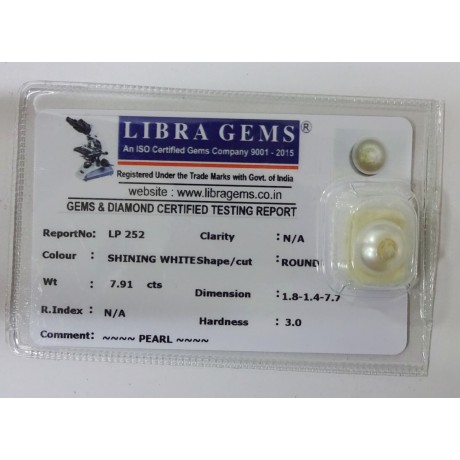 LIBRA GEMS ®
An ISO Certified Gems Company 9001 - 2015
Registered Under the Trade Marks with Govt. of India
website : www.libragems.co.in
GEMS & DIAMOND CERTIFIED TESTING REPORT
ReportNo: LP 252 Clarity : N/A
Colour : SHINING WHITE Shape/cut : ROUND
Wt : 7.91 cts Dimension : 1.8-1.4-7.7
R.Index : N/A Hardness : 3.0
Comment: ~~~~ PEARL ~~~~